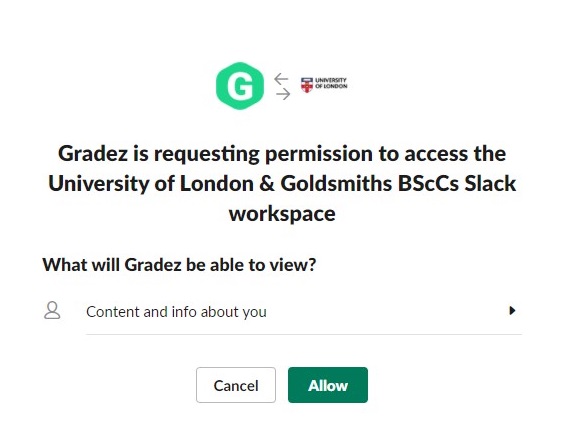 G
UNIVERSITY
OF LONDON
Gradez is requesting permission to access the
University of London & Goldsmiths BScCs Slack
workspace
What will Gradez be able to view?
Content and info about you
Cancel Allow